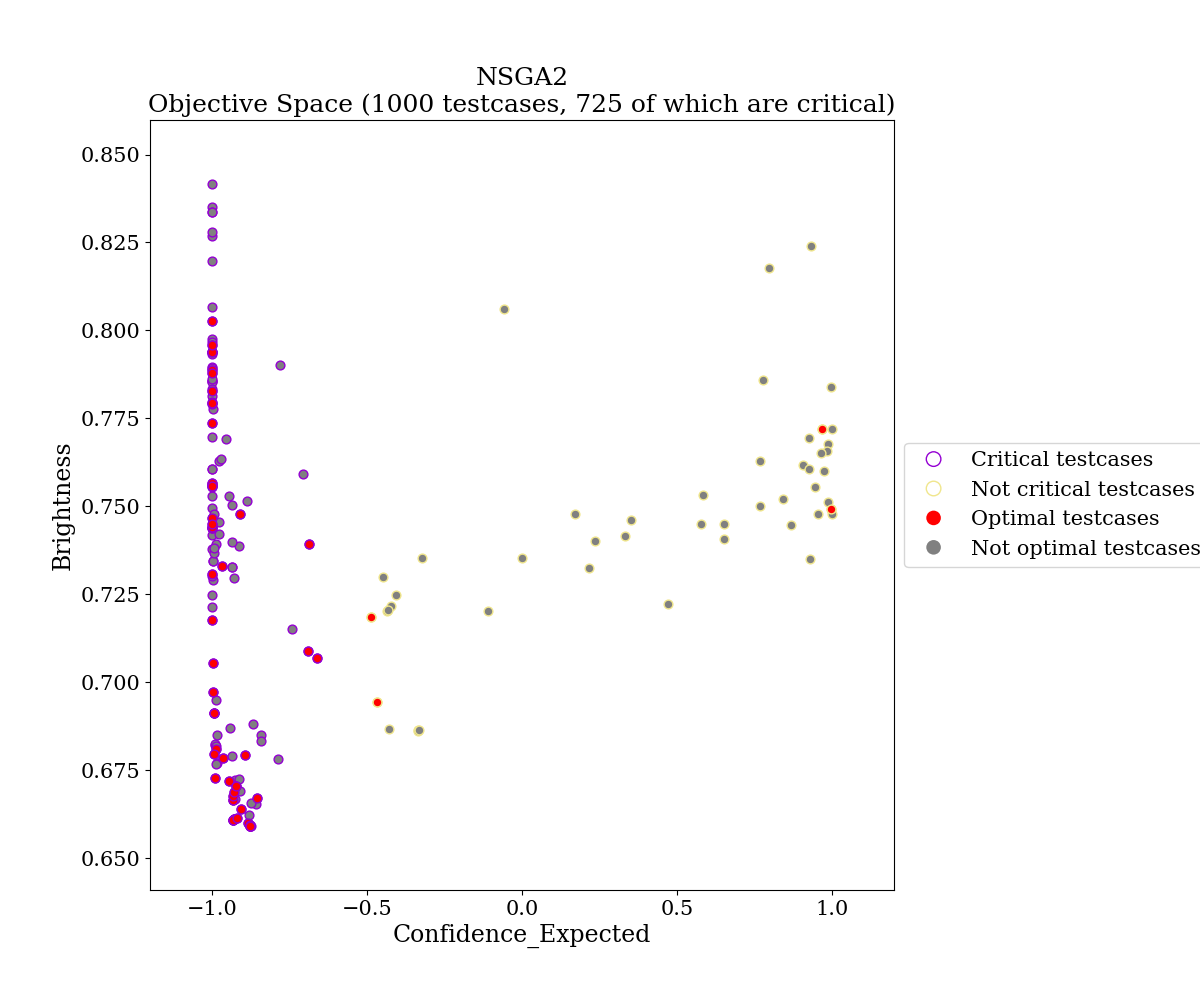 NSGA2
Objective Space (1000 testcases, 725 of which are critical)
0.850
0.825
0.800
0.775
0.750
0.725
0.700
0.675
0.650
Brightness
−1.0
−0.5
0.0
0.5
1.0
Confidence_Expected
Critical testcases
Not critical testcases
Optimal testcases
Not optimal testcases